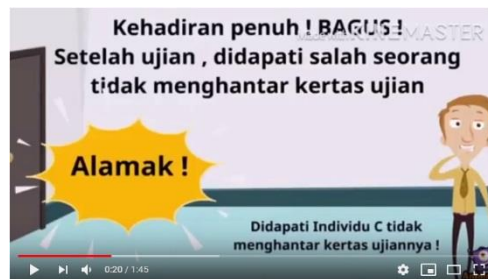 Kehadiran penuh ! BAGUS !
KINEMASTER
Setelah ujian , didapati salah seorang
tidak menghantar kertas ujian
Alamak !
Didapati Individu C tidak
menghantar kertas ujiannya !
0:20 / 1:45